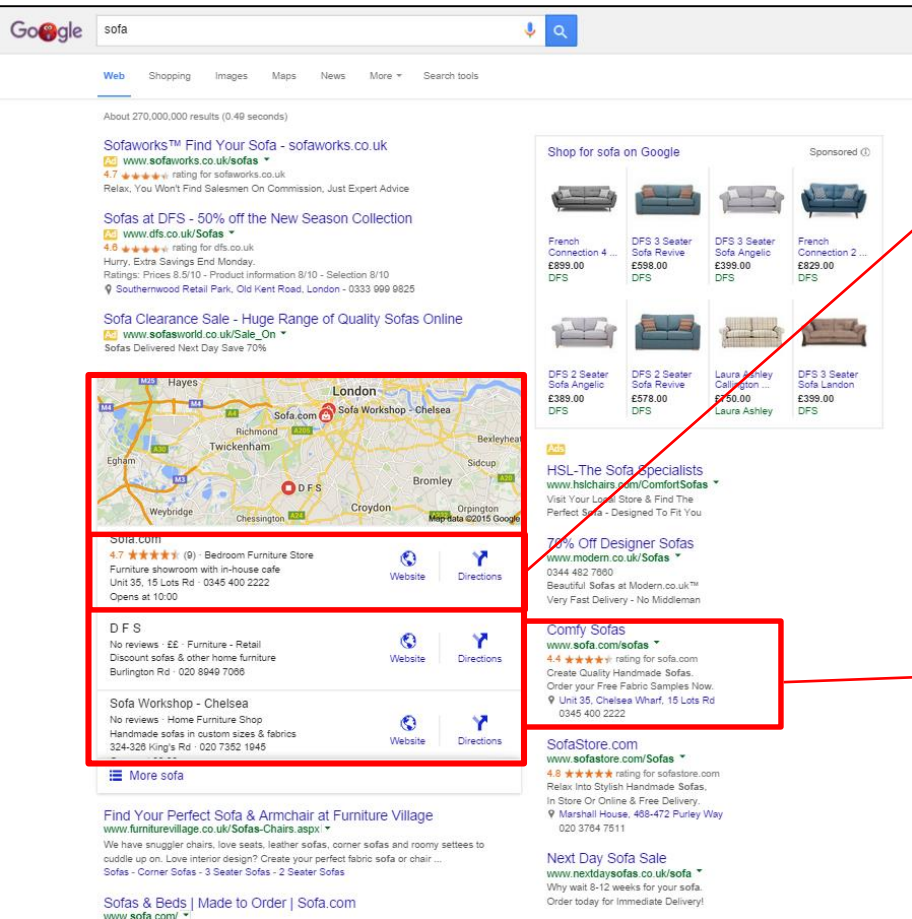 Google
sofa
Web Shopping Images Maps News More Search tools
About 270,000,000 results (0.49 seconds)
Sofaworks™ Find Your Sofa - sofaworks.co.uk
Ad www.sofaworks.co.uk/sofas
4.7 ★★★★★ rating for sofaworks.co.uk
Relax, You Won't Find Salesmen On Commission, Just Expert Advice
Sofas at DFS - 50% off the New Season Collection
Ad www.dfs.co.uk/Sofas
4.6 ★★★★★ rating for dfs.co.uk
Hurry, Extra Savings End Monday.
Ratings: Prices 8.5/10 - Product information 8/10 - Selection 8/10
Southernwood Retail Park, Old Kent Road, London - 0333 999 9825
Sofa Clearance Sale - Huge Range of Quality Sofas Online
Ad www.sofasworld.co.uk/Sale_On
Sofas Delivered Next Day Save 70%
M25 Hayes
London
M4 M4 A4
Sofa.com Sofa Workshop - Chelsea
Richmond A205
Bexleyheat
A30 Twickenham
Egham
Sidcup
M3
Bromley A20
D F S
Weybridge
Croydon
Orpington
Chessington A24
A232
Map data ©2015 Google
Sofa.com
4.7 ★★★★★ (9) · Bedroom Furniture Store
Furniture showroom with in-house cafe
Unit 35, 15 Lots Rd · 0345 400 2222
Opens at 10:00
Website Directions
D F S
No reviews · ££ · Furniture - Retail
Discount sofas & other home furniture
Burlington Rd · 020 8949 7066
Website Directions
Sofa Workshop - Chelsea
No reviews · Home Furniture Shop
Handmade sofas in custom sizes & fabrics
324-326 King's Rd · 020 7352 1945
Website Directions
More sofa
Find Your Perfect Sofa & Armchair at Furniture Village
www.furniturevillage.co.uk/Sofas-Chairs.aspx
We have snuggler chairs, love seats, leather sofas, corner sofas and roomy settees to
cuddle up on. Love interior design? Create your perfect fabric sofa or chair ...
Sofas - Corner Sofas - 3 Seater Sofas - 2 Seater Sofas
Sofas & Beds | Made to Order | Sofa.com
www.sofa.com/
Shop for sofa on Google Sponsored
French Connection 4 ...
£899.00
DFS
DFS 3 Seater Sofa Revive
£598.00
DFS
DFS 3 Seater Sofa Angelic
£399.00
DFS
French Connection 2 ...
£829.00
DFS
DFS 2 Seater Sofa Angelic
£389.00
DFS
DFS 2 Seater Sofa Revive
£578.00
DFS
Laura Ashley Callington ...
£750.00
Laura Ashley
DFS 3 Seater Sofa Landon
£399.00
DFS
Ads
HSL-The Sofa Specialists
www.hslchairs.com/ComfortSofas
Visit Your Local Store & Find The
Perfect Sofa - Designed To Fit You
70% Off Designer Sofas
www.modern.co.uk/Sofas
0344 482 7660
Beautiful Sofas at Modern.co.uk™
Very Fast Delivery - No Middleman
Comfy Sofas
www.sofa.com/sofas
4.4 ★★★★★ rating for sofa.com
Create Quality Handmade Sofas.
Order your Free Fabric Samples Now.
Unit 35, Chelsea Wharf, 15 Lots Rd
0345 400 2222
SofaStore.com
www.sofastore.com/Sofas
4.8 ★★★★★ rating for sofastore.com
Relax Into Stylish Handmade Sofas,
In Store Or Online & Free Delivery.
Marshall House, 468-472 Purley Way
020 3764 7511
Next Day Sofa Sale
www.nextdaysofas.co.uk/sofa
Why wait 8-12 weeks for your sofa.
Order today for Immediate Delivery!